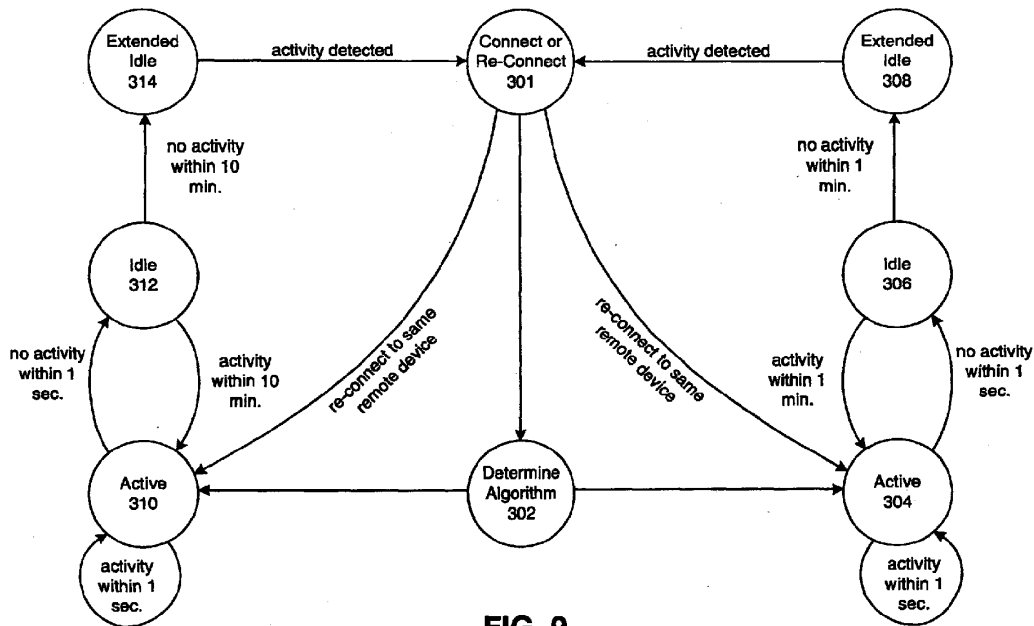 Extended
Idle
314
activity detected
Connect or
Re-Connect
301
activity detected
Extended
Idle
308
no activity
within 10
min.
no activity
within 1
min.
Idle
312
Idle
306
no activity
within 1
sec.
activity
within 10
min.
re-connect to same
remote device
re-connect to same
remote device
activity
within 1
min.
no activity
within 1
sec.
Active
310
Determine
Algorithm
302
Active
304
activity
within 1
sec.
activity
within 1
sec.
FIG. 9